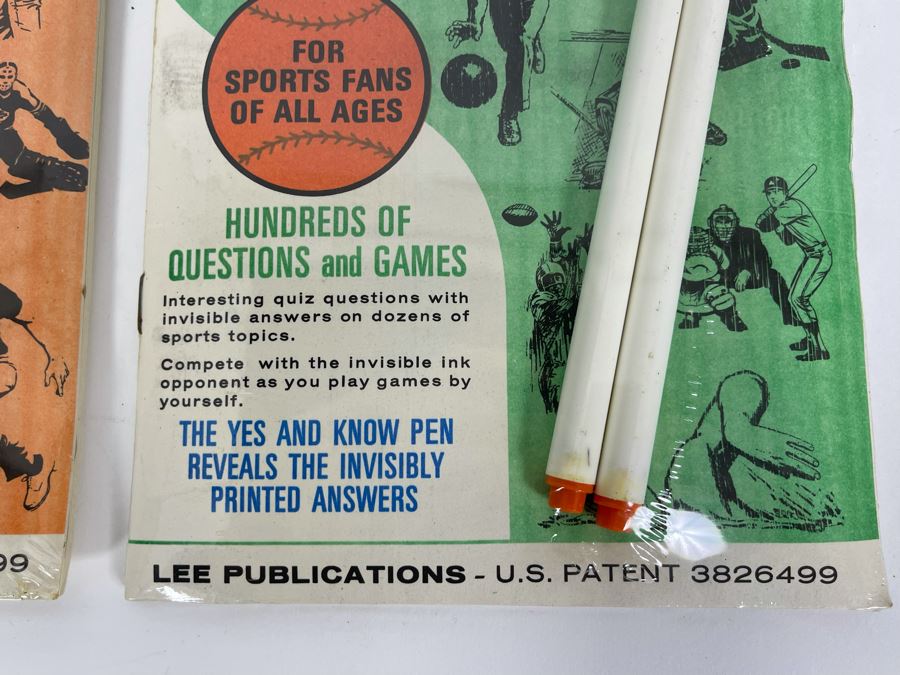 FOR
SPORTS FANS
OF ALL AGES
HUNDREDS OF
QUESTIONS and GAMES
Interesting quiz questions with
invisible answers on dozens of
sports topics.
Compete with the invisible ink
opponent as you play games by
yourself.
THE YES AND KNOW PEN
REVEALS THE INVISIBLY
PRINTED ANSWERS
LEE PUBLICATIONS - U.S. PATENT 3826499
99